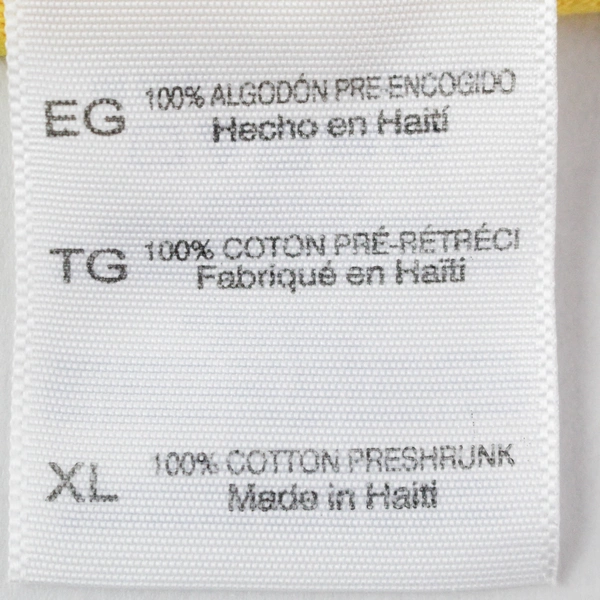 EG 100% ALGODÓN PRE-ENCOGIDO
Hecho en Haití
TG 100% COTON PRÉ-RÉTRÉCI
Fabriqué en Haïti
XL 100% COTTON PRESHRUNK
Made in Haiti